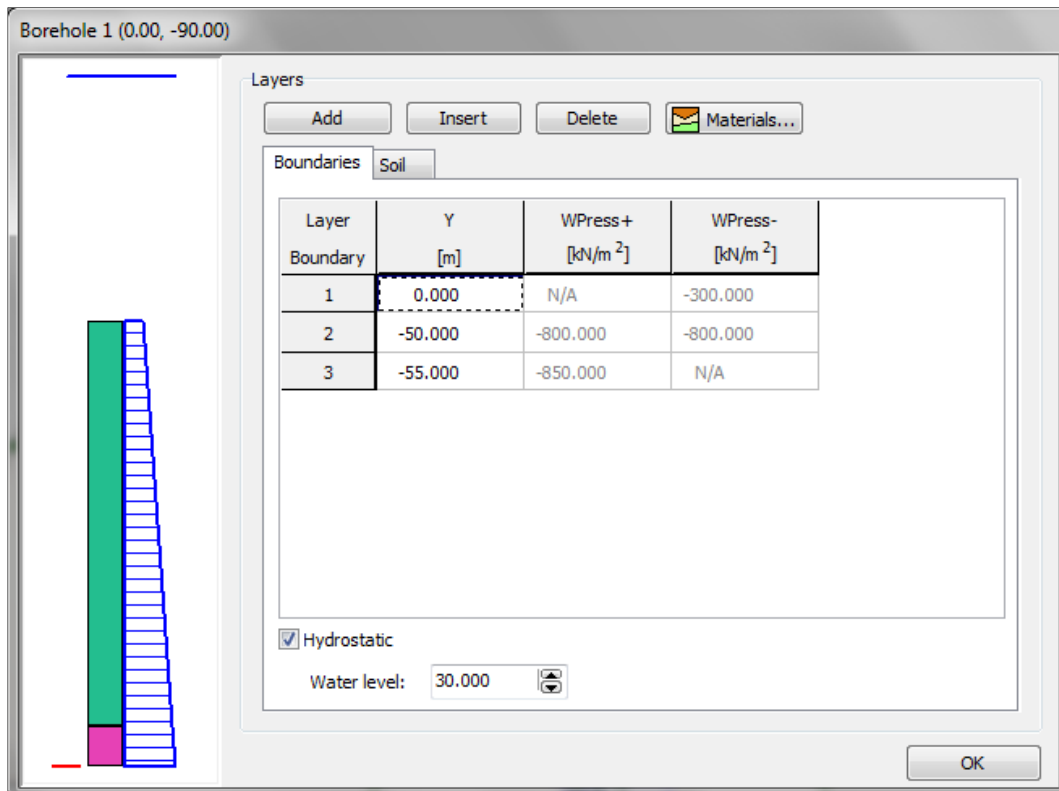 Borehole 1 (0.00, -90.00)
Layers
Add Insert Delete Materials...
Boundaries Soil
Layer Boundary Y [m] WPress+ [kN/m ²] WPress- [kN/m ²]
1 0.000 N/A -300.000
2 -50.000 -800.000 -800.000
3 -55.000 -850.000 N/A
Hydrostatic
Water level: 30.000
OK